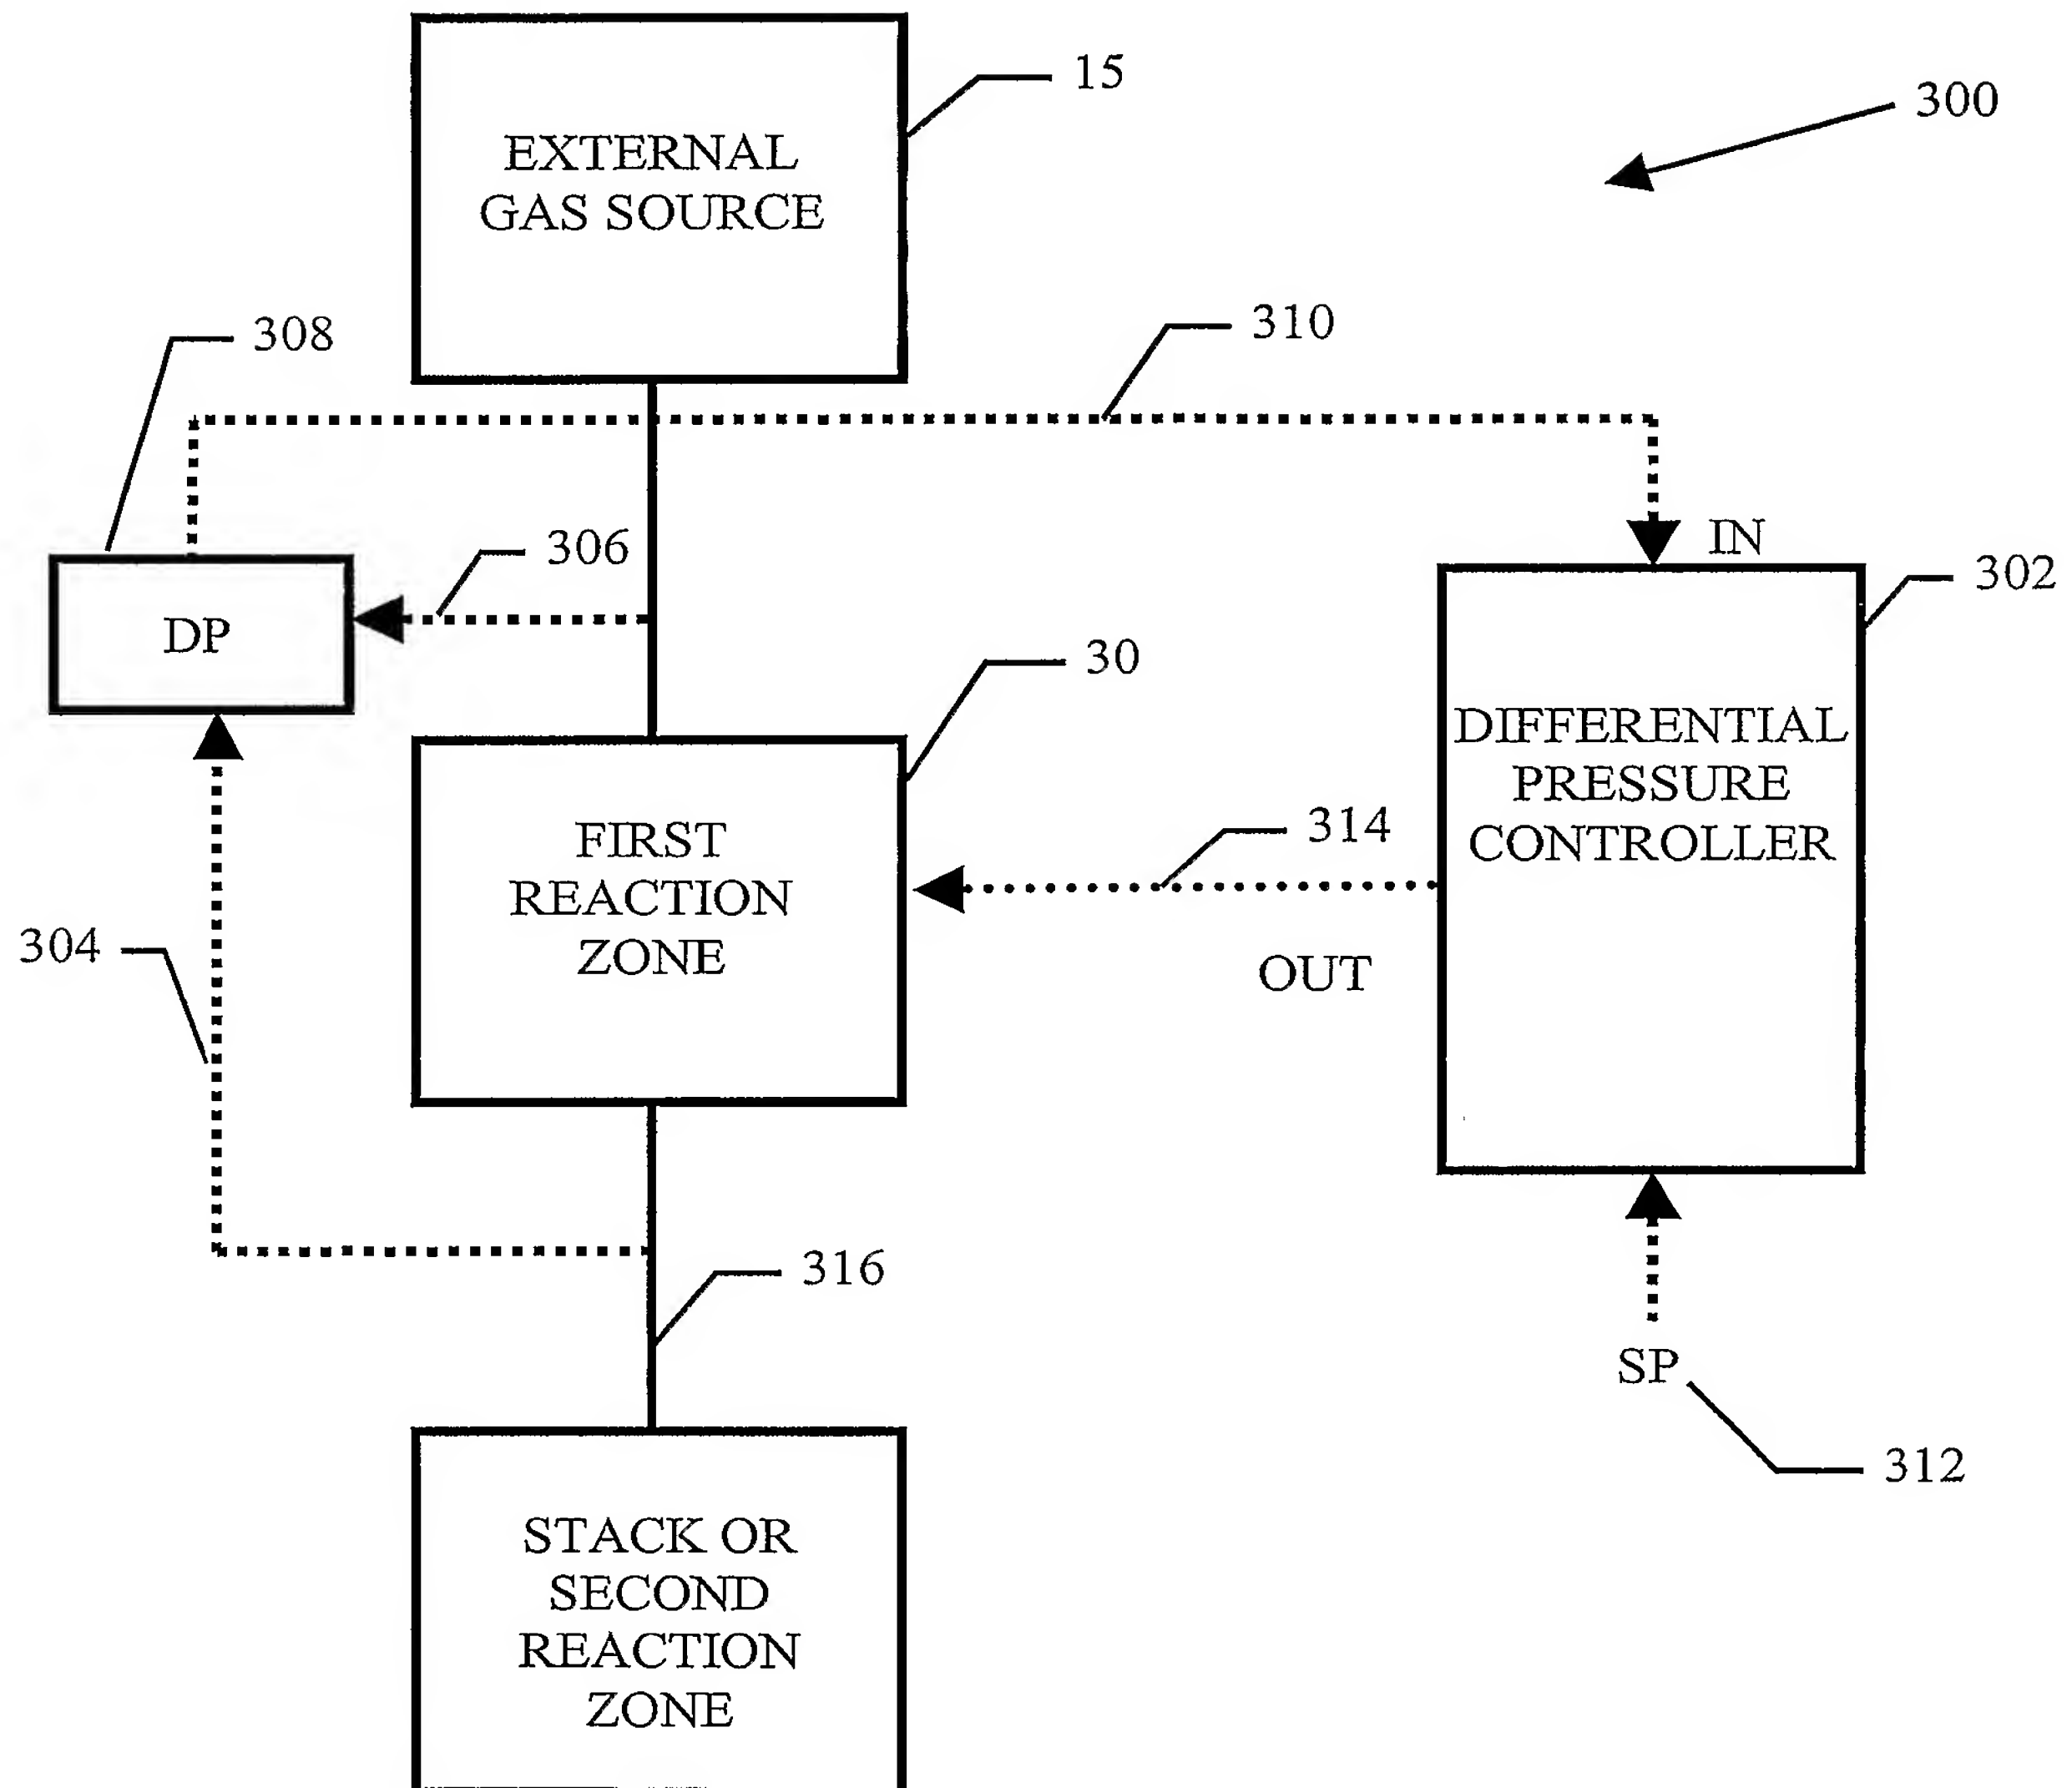 15
300
EXTERNAL
GAS SOURCE
310
308
IN
306
302
DP
30
DIFFERENTIAL
PRESSURE
CONTROLLER
314
FIRST
REACTION
ZONE
304
OUT
316
SP
312
STACK OR
SECOND
REACTION
ZONE